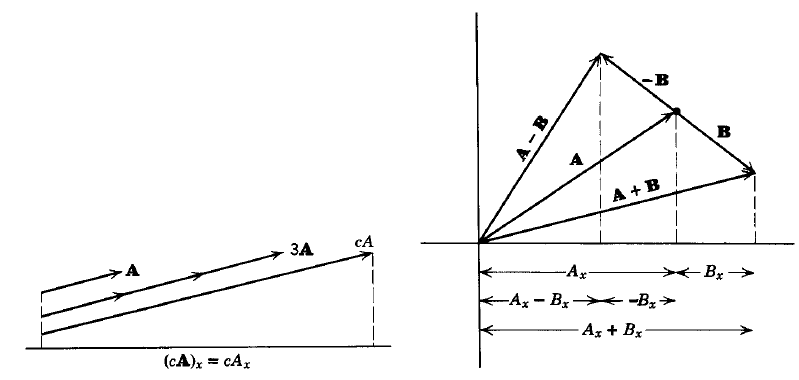 A
3A
cA
(cA)ₓ = cAₓ
−B
B
A − B
A
A + B
Aₓ
Bₓ
Aₓ − Bₓ
−Bₓ
Aₓ + Bₓ